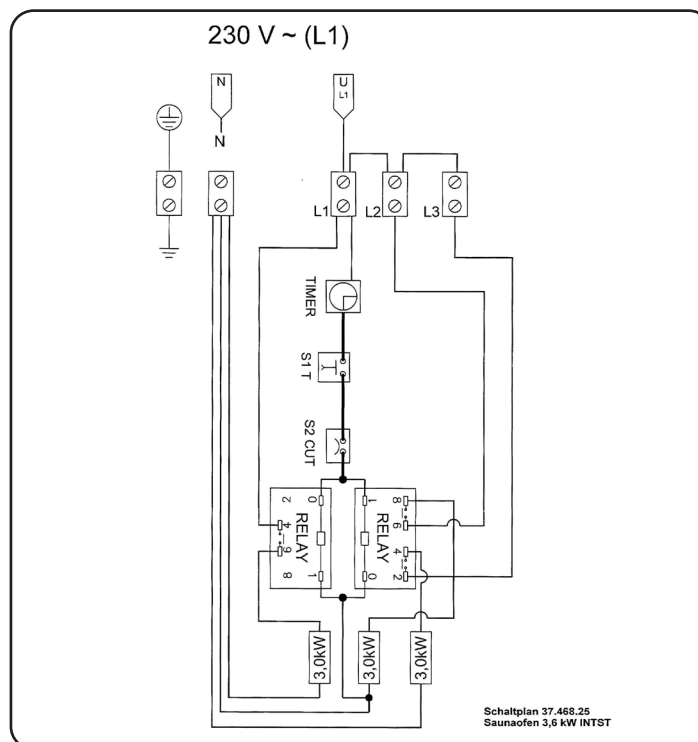 230 V ~ (L1)
N
U
L1
N
L1
L2
L3
TIMER
S1 T
S2 CUT
2
0
1
8
4
6
RELAY
RELAY
6
4
8
1
0
2
3,0kW
3,0kW
3,0kW
Schaltplan 37.468.25
Saunaofen 3,6 kW INTST